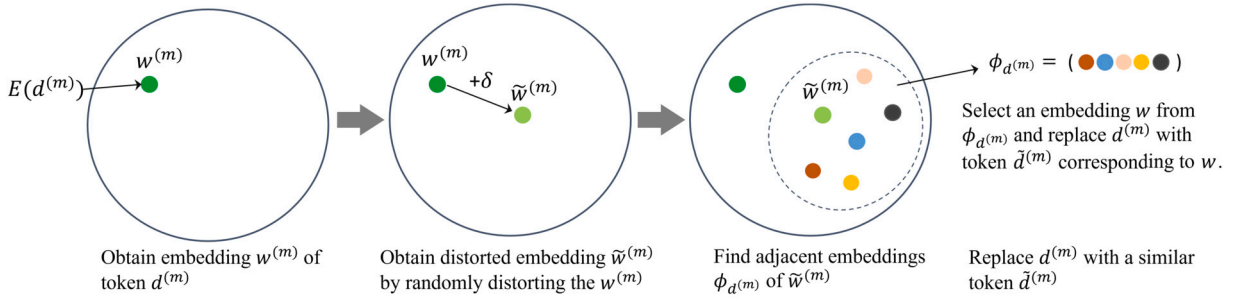 E(d^(m))
w^(m)
w^(m)
+δ
w̃^(m)
w̃^(m)
ϕ_d^(m) = ( )
Select an embedding w from
ϕ_d^(m) and replace d^(m) with
token d̃^(m) corresponding to w.
Obtain embedding w^(m) of
token d^(m)
Obtain distorted embedding w̃^(m)
by randomly distorting the w^(m)
Find adjacent embeddings
ϕ_d^(m) of w̃^(m)
Replace d^(m) with a similar
token d̃^(m)